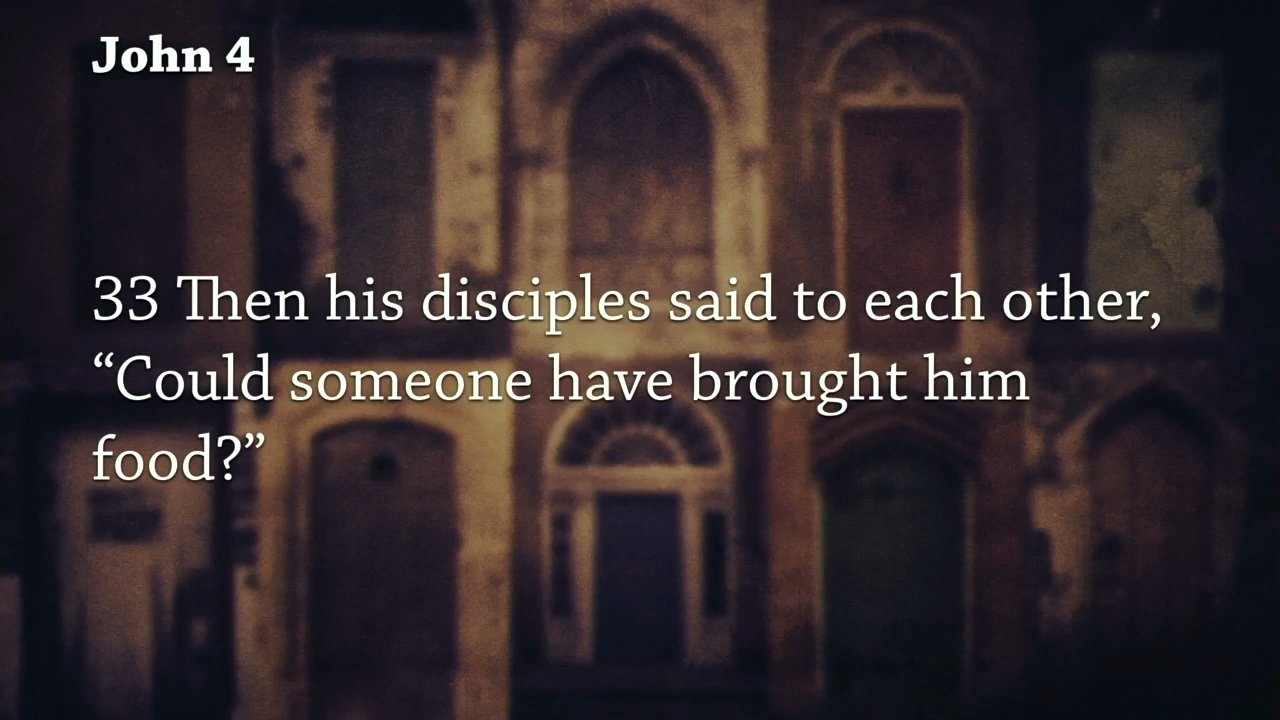 John 4
33 Then his disciples said to each other,
“Could someone have brought him
food?”